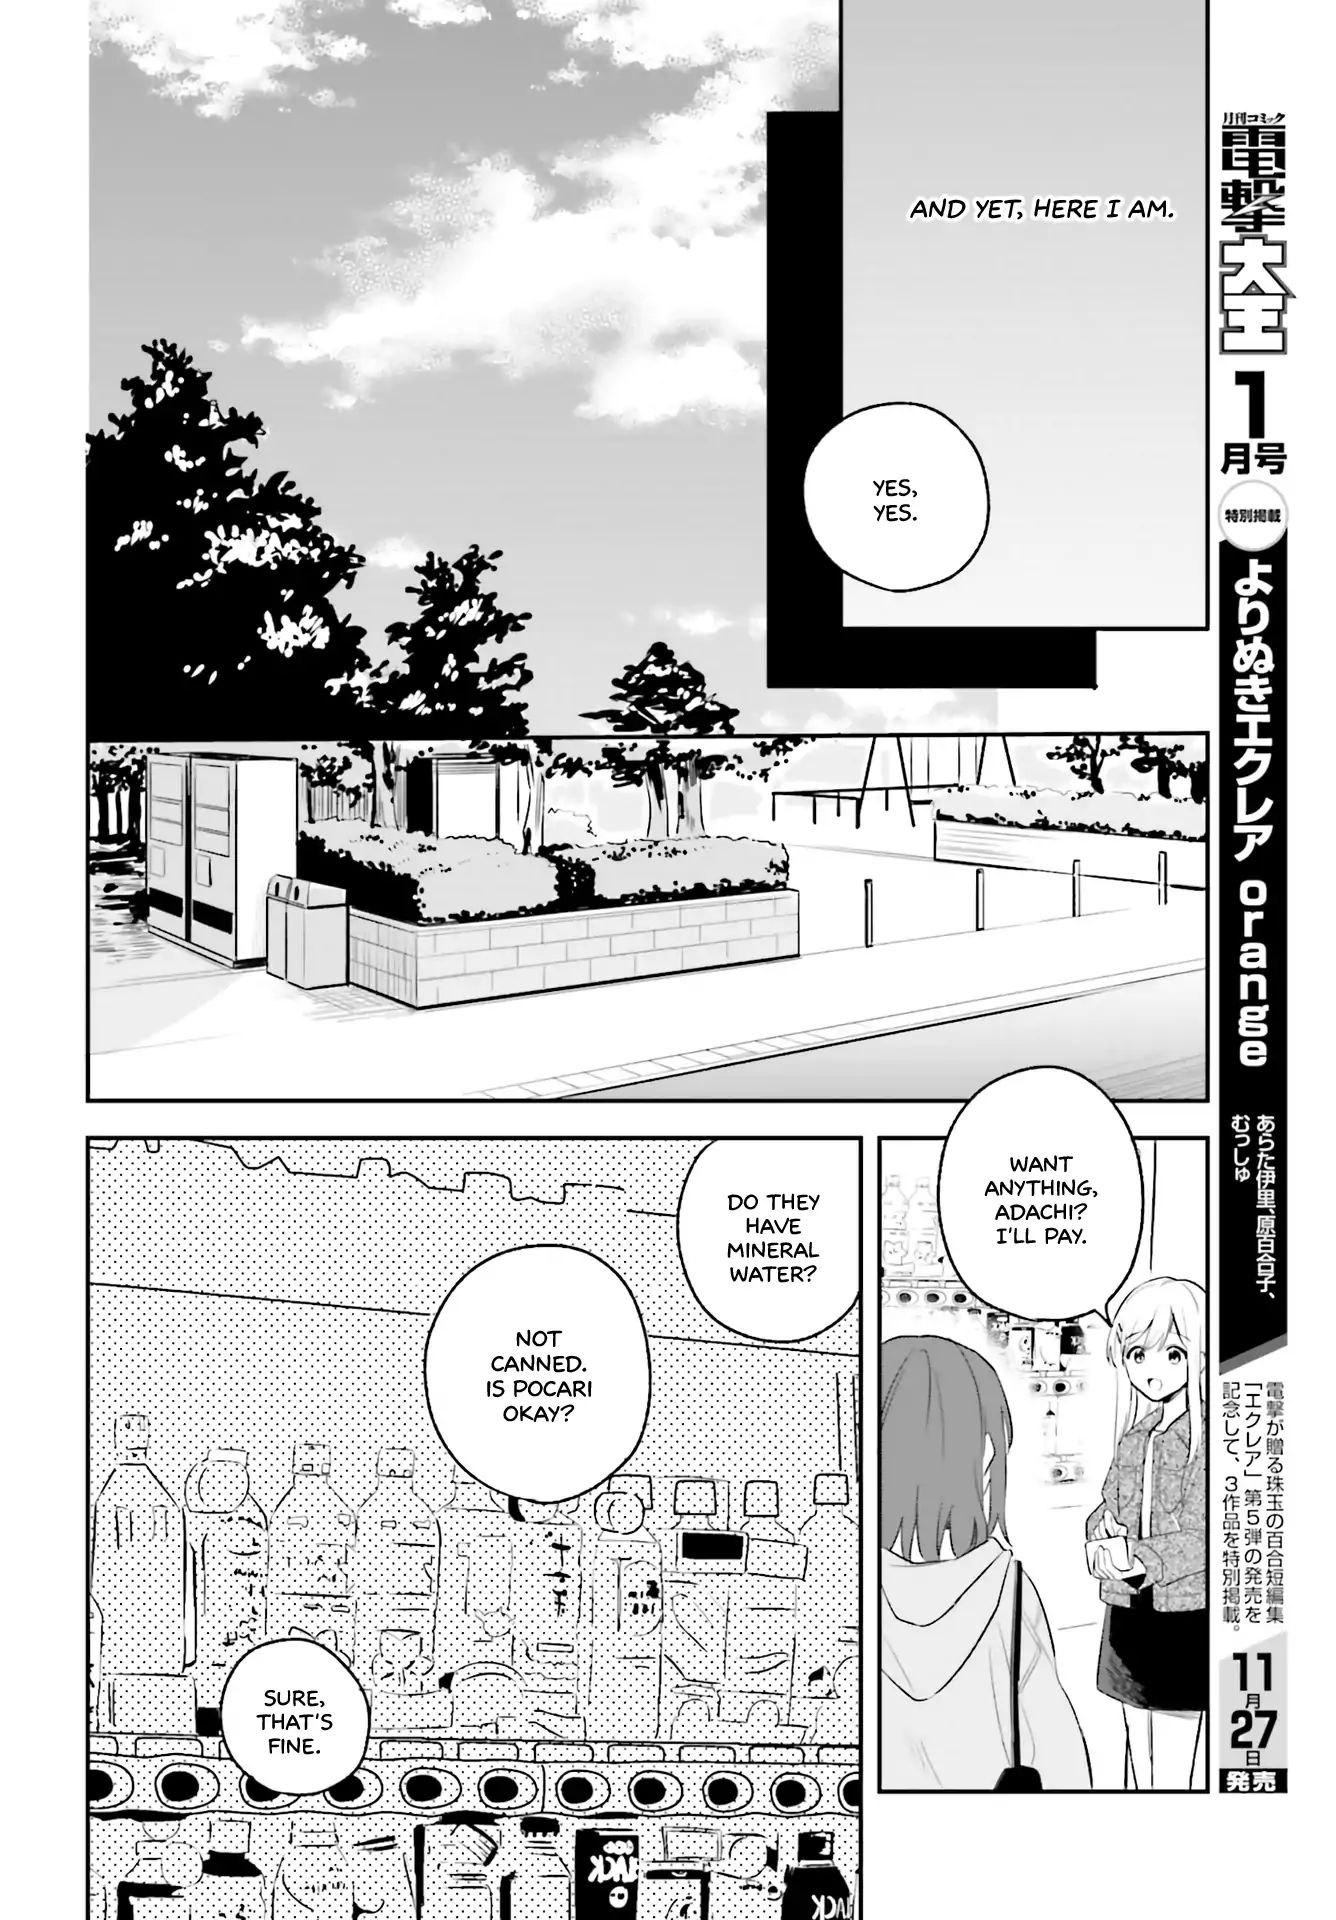 AND YET, HERE I AM.
YES,
YES.
WANT
ANYTHING,
ADACHI?
I'LL PAY.
DO THEY
HAVE
MINERAL
WATER?
NOT
CANNED.
IS POCARI
OKAY?
SURE,
THAT'S
FINE.
BLACK
BLACK
月刊コミック
電撃大王
1
月号
特別掲載
よりぬきエクレア orange
あらた伊里、原百合子、
むっしゅ
電撃が贈る珠玉の百合短編集
「エクレア」第5弾の発売を
記念して、3作品を特別掲載。
11
月
27
日
発売